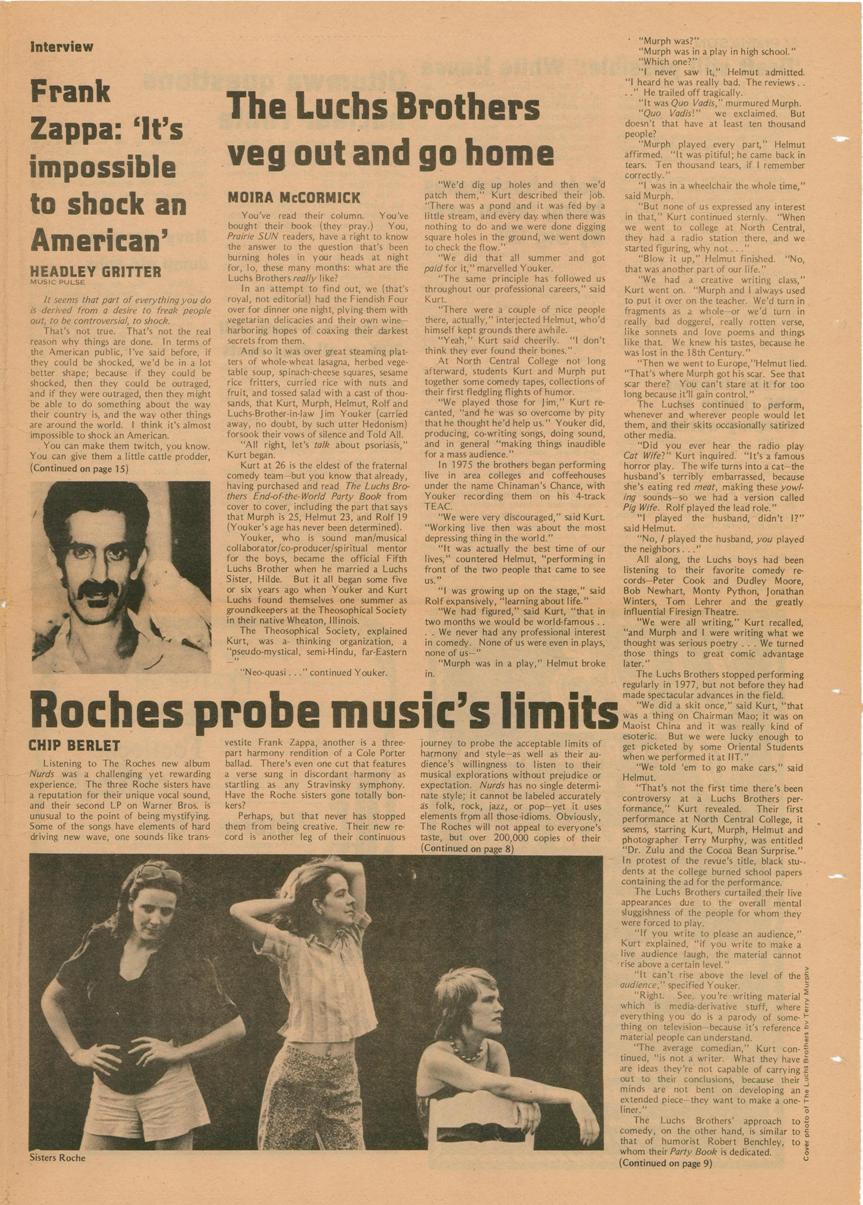 Interview
Frank
Zappa: ‘It’s
impossible
to shock an
American’
HEADLEY GRITTER
MUSIC PULSE
It seems that part of everything you do
is derived from a desire to freak people
out, to be controversial, to shock.
That's not true. That's not the real
reason why things are done. In terms of
the American public, I've said before, if
they could be shocked, we'd be in a lot
better shape; because if they could be
shocked, then they could be outraged,
and if they were outraged, then they might
be able to do something about the way
their country is, and the way other things
are around the world. I think it's almost
impossible to shock an American.
You can make them twitch, you know.
You can give them a little cattle prodder,
(Continued on page 15)
The Luchs Brothers
veg out and go home
MOIRA McCORMICK
You've read their column. You've
bought their book (they pray.) You,
Prairie SUN readers, have a right to know
the answer to the question that's been
burning holes in your heads at night
for, lo, these many months: what are the
Luchs Brothers really like?
In an attempt to find out, we (that's
royal, not editorial) had the Fiendish Four
over for dinner one night, plying them with
vegetarian delicacies and their own wine—
harboring hopes of coaxing their darkest
secrets from them.
And so it was over great steaming plat-
ters of whole-wheat lasagna, herbed vege-
table soup, spinach-cheese squares, sesame
rice fritters, curried rice with nuts and
fruit, and tossed salad with a cast of thou-
sands, that Kurt, Murph, Helmut, Rolf and
Luchs-Brother-in-law Jim Youker (carried
away, no doubt, by such utter Hedonism)
forsook their vows of silence and Told All.
"All right, let's talk about psoriasis,"
Kurt began.
Kurt at 26 is the eldest of the fraternal
comedy team—but you know that already,
having purchased and read The Luchs Bro-
thers End-of-the-World Party Book from
cover to cover, including the part that says
that Murph is 25, Helmut 23, and Rolf 19
(Youker's age has never been determined).
Youker, who is sound man/musical
collaborator/co-producer/spiritual mentor
for the boys, became the official Fifth
Luchs Brother when he married a Luchs
Sister, Hilde. But it all began some five
or six years ago when Youker and Kurt
Luchs found themselves one summer as
groundkeepers at the Theosophical Society
in their native Wheaton, Illinois.
The Theosophical Society, explained
Kurt, was a thinking organization, a
"pseudo-mystical, semi-Hindu, far-Eastern
—"
"Neo-quasi . . ." continued Youker.
"We'd dig up holes and then we'd
patch them," Kurt described their job.
"There was a pond and it was fed by a
little stream, and every day when there was
nothing to do and we were done digging
square holes in the ground, we went down
to check the flow."
"We did that all summer and got
paid for it," marvelled Youker.
"The same principle has followed us
throughout our professional careers," said
Kurt.
"There were a couple of nice people
there, actually," interjected Helmut, who'd
himself kept grounds there awhile.
"Yeah," Kurt said cheerily. "I don't
think they ever found their bones."
At North Central College not long
afterward, students Kurt and Murph put
together some comedy tapes, collections of
their first fledgling flights of humor.
"We played those for Jim," Kurt re-
canted, "and he was so overcome by pity
that he thought he'd help us." Youker did,
producing, co-writing songs, doing sound,
and in general "making things inaudible
for a mass audience."
In 1975 the brothers began performing
live in area colleges and coffeehouses
under the name Chinaman's Chance, with
Youker recording them on his 4-track
TEAC.
"We were very discouraged," said Kurt.
"Working live then was about the most
depressing thing in the world."
"It was actually the best time of our
lives," countered Helmut, "performing in
front of the two people that came to see
us."
"I was growing up on the stage," said
Rolf expansively, "learning about life."
"We had figured," said Kurt, "that in
two months we would be world-famous . .
. . We never had any professional interest
in comedy. None of us were even in plays,
none of us—"
"Murph was in a play," Helmut broke
in.
"Murph was?"
"Murph was in a play in high school."
"Which one?"
"I never saw it," Helmut admitted.
"I heard he was really bad. The reviews . .
. ." He trailed off tragically.
"It was Quo Vadis," murmured Murph.
"Quo Vadis!" we exclaimed. But
doesn't that have at least ten thousand
people?
"Murph played every part," Helmut
affirmed. "It was pitiful; he came back in
tears. Ten thousand tears, if I remember
correctly."
"I was in a wheelchair the whole time,"
said Murph.
"But none of us expressed any interest
in that," Kurt continued sternly. "When
we went to college at North Central,
they had a radio station there, and we
started figuring, why not . . ."
"Blow it up," Helmut finished. "No,
that was another part of our life."
"We had a creative writing class,"
Kurt went on. "Murph and I always used
to put it over on the teacher. We'd turn in
fragments as a whole—or we'd turn in
really bad doggerel, really rotten verse,
like sonnets and love poems and things
like that. We knew his tastes, because he
was lost in the 18th Century."
"Then we went to Europe," Helmut lied.
"That's where Murph got his scar. See that
scar there? You can't stare at it for too
long because it'll gain control."
The Luchses continued to perform,
whenever and wherever people would let
them, and their skits occasionally satirized
other media.
"Did you ever hear the radio play
Cat Wife?" Kurt inquired. "It's a famous
horror play. The wife turns into a cat—the
husband's terribly embarrassed, because
she's eating red meat, making these yowl-
ing sounds—so we had a version called
Pig Wife. Rolf played the lead role."
"I played the husband, didn't I?"
said Helmut.
"No, I played the husband, you played
the neighbors . . ."
All along, the Luchs boys had been
listening to their favorite comedy re-
cords—Peter Cook and Dudley Moore,
Bob Newhart, Monty Python, Jonathan
Winters, Tom Lehrer and the greatly
influential Firesign Theatre.
"We were all writing," Kurt recalled,
"and Murph and I were writing what we
thought was serious poetry . . . We turned
those things to great comic advantage
later."
The Luchs Brothers stopped performing
regularly in 1977, but not before they had
made spectacular advances in the field.
"We did a skit once," said Kurt, "that
was a thing on Chairman Mao; it was on
Maoist China and it was really kind of
esoteric. But we were lucky enough to
get picketed by some Oriental Students
when we performed it at IIT."
"We told 'em to go make cars," said
Helmut.
"That's not the first time there's been
controversy at a Luchs Brothers per-
formance," Kurt revealed. Their first
performance at North Central College, it
seems, starring Kurt, Murph, Helmut and
photographer Terry Murphy, was entitled
"Dr. Zulu and the Cocoa Bean Surprise."
In protest of the revue's title, black stu-
dents at the college burned school papers
containing the ad for the performance.
The Luchs Brothers curtailed their live
appearances due to the overall mental
sluggishness of the people for whom they
were forced to play.
"If you write to please an audience,"
Kurt explained, "if you write to make a
live audience laugh, the material cannot
rise above a certain level."
"It can't rise above the level of the
audience," specified Youker.
"Right. See, you're writing material
which is media-derivative stuff, where
everything you do is a parody of some-
thing on television—because it's reference
material people can understand.
"The average comedian," Kurt con-
tinued, "is not a writer. What they have
are ideas they're not capable of carrying
out to their conclusions, because their
minds are not bent on developing an
extended piece—they want to make a one-
liner."
The Luchs Brothers' approach to
comedy, on the other hand, is similar to
that of humorist Robert Benchley, to
whom their Party Book is dedicated.
(Continued on page 9)
Cover photo of The Luchs Brothers by Terry Murphy
Roches probe music’s limits
CHIP BERLET
Listening to The Roches new album
Nurds was a challenging yet rewarding
experience. The three Roche sisters have
a reputation for their unique vocal sound,
and their second LP on Warner Bros. is
unusual to the point of being mystifying.
Some of the songs have elements of hard
driving new wave, one sounds like trans-
vestite Frank Zappa, another is a three-
part harmony rendition of a Cole Porter
ballad. There's even one cut that features
a verse sung in discordant harmony as
startling as any Stravinsky symphony.
Have the Roche sisters gone totally bon-
kers?
Perhaps, but that never has stopped
them from being creative. Their new re-
cord is another leg of their continuous
journey to probe the acceptable limits of
harmony and style—as well as their au-
dience's willingness to listen to their
musical explorations without prejudice or
expectation. Nurds has no single determi-
nate style; it cannot be labeled accurately
as folk, rock, jazz, or pop—yet it uses
elements from all those idioms. Obviously,
The Roches will not appeal to everyone's
taste, but over 200,000 copies of their
(Continued on page 8)
Sisters Roche